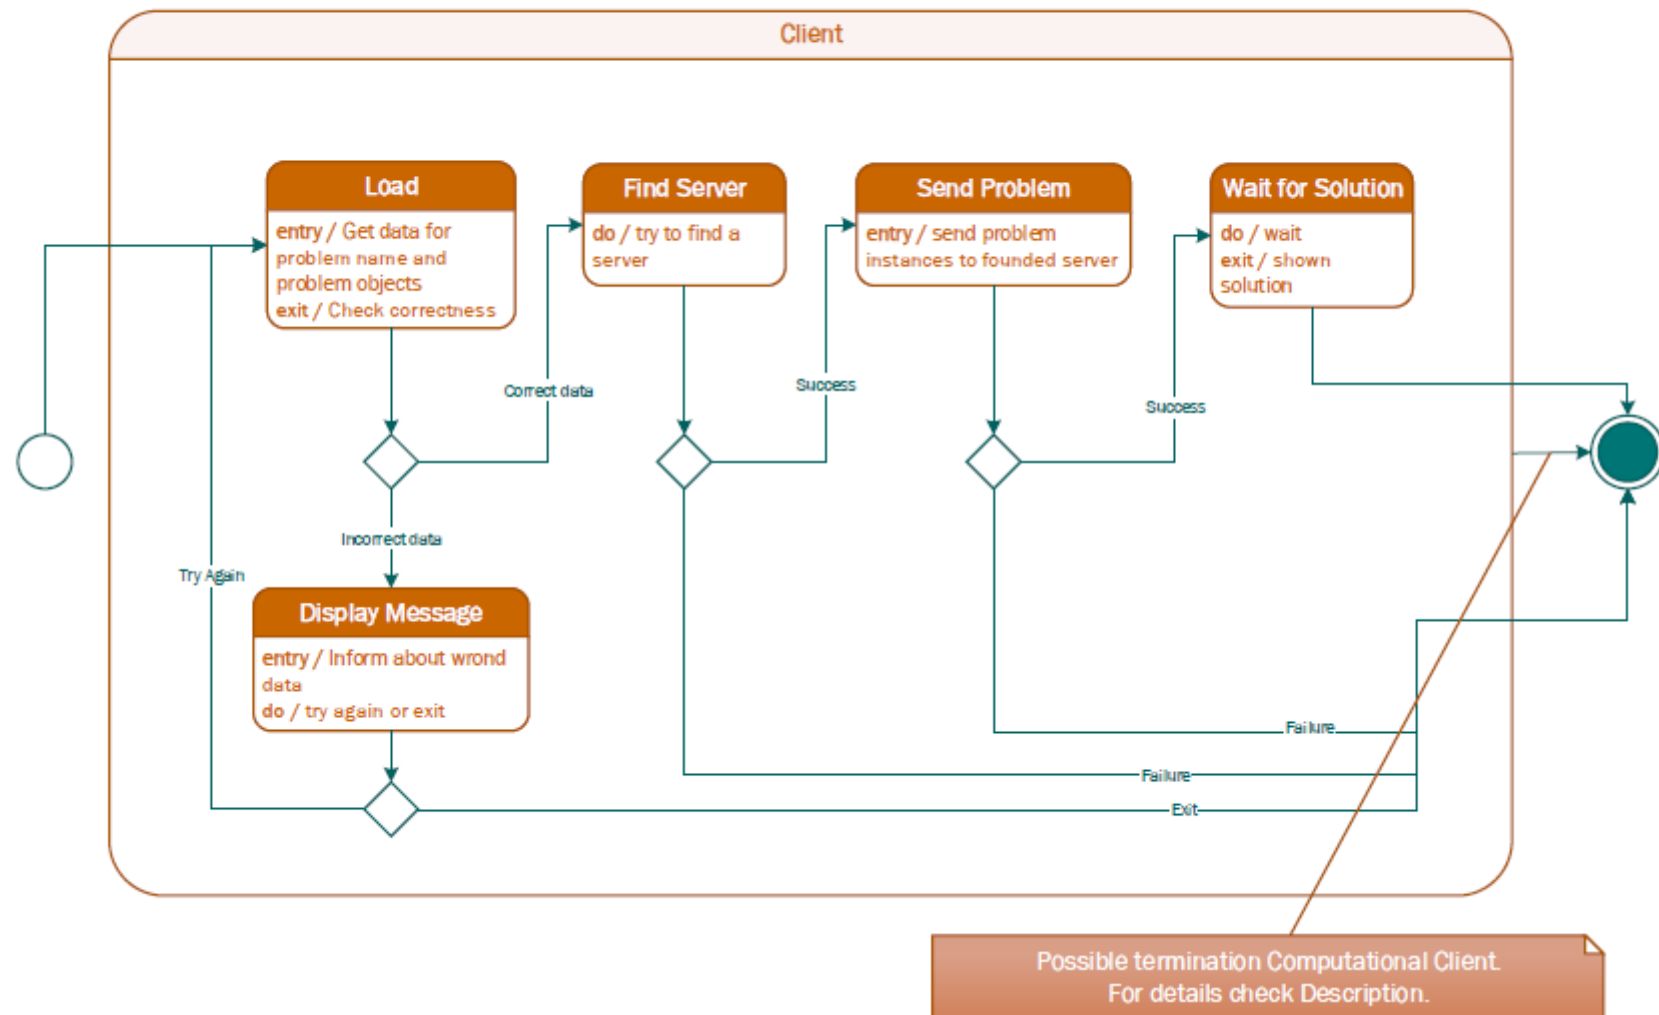 Client
Load
entry / Get data for
problem name and
problem objects
exit / Check correctness
Find Server
do / try to find a
server
Send Problem
entry / send problem
instances to founded server
Wait for Solution
do / wait
exit / shown
solution
Correct data
Success
Success
Incorrect data
Try Again
Display Message
entry / Inform about wrond
data
do / try again or exit
Failure
Failure
Exit
Possible termination Computational Client.
For details check Description.